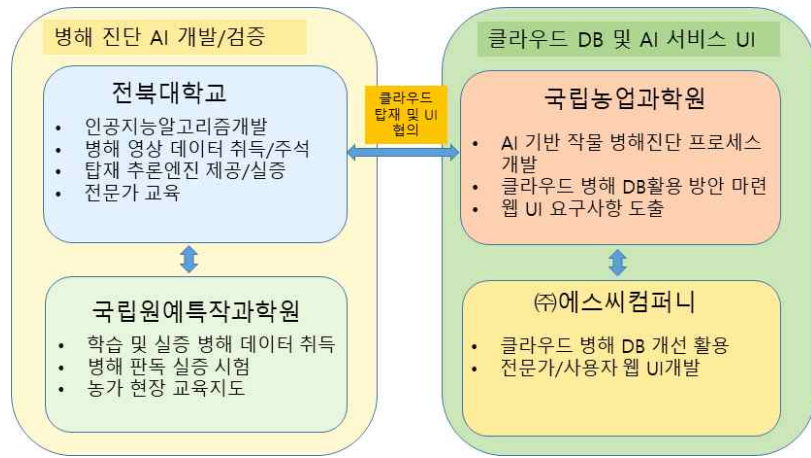 병해 진단 AI 개발/검증
전북대학교
• 인공지능알고리즘개발
• 병해 영상 데이터 취득/주석
• 탑재 추론엔진 제공/실증
• 전문가 교육
국립원예특작과학원
• 학습 및 실증 병해 데이터 취득
• 병해 판독 실증 시험
• 농가 현장 교육지도
클라우드
탑재 및 UI
협의
클라우드 DB 및 AI 서비스 UI
국립농업과학원
• AI 기반 작물 병해진단 프로세스
개발
• 클라우드 병해 DB활용 방안 마련
• 웹 UI 요구사항 도출
㈜에스씨컴퍼니
• 클라우드 병해 DB 개선 활용
• 전문가/사용자 웹 UI개발